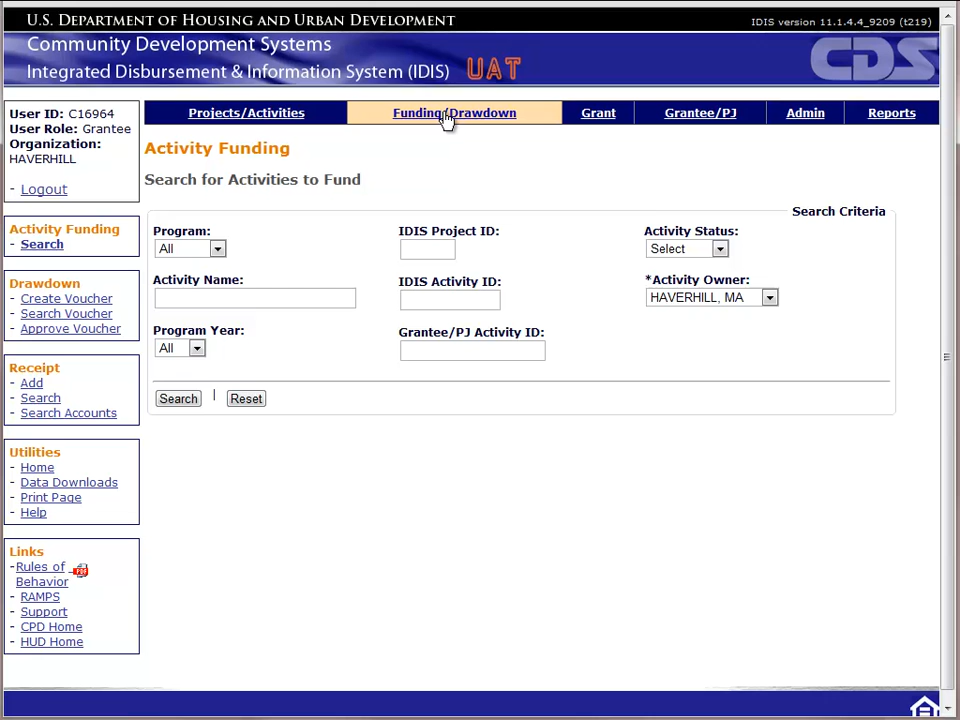 U.S. DEPARTMENT OF HOUSING AND URBAN DEVELOPMENT
IDIS version 11.1.4.4_9209 (t219)
Community Development Systems
Integrated Disbursement & Information System (IDIS) UAT
CDS
User ID: C16964
User Role: Grantee
Organization:
HAVERHILL
- Logout
Projects/Activities
Funding/Drawdown
Grant
Grantee/PJ
Admin
Reports
Activity Funding
- Search
Drawdown
- Create Voucher
- Search Voucher
- Approve Voucher
Receipt
- Add
- Search
- Search Accounts
Utilities
- Home
- Data Downloads
- Print Page
- Help
Links
-Rules of
Behavior
- RAMPS
- Support
- CPD Home
- HUD Home
Activity Funding
Search for Activities to Fund
Search Criteria
Program:
All
IDIS Project ID:
Activity Status:
Select
Activity Name:
IDIS Activity ID:
*Activity Owner:
HAVERHILL, MA
Program Year:
All
Grantee/PJ Activity ID:
Search | Reset